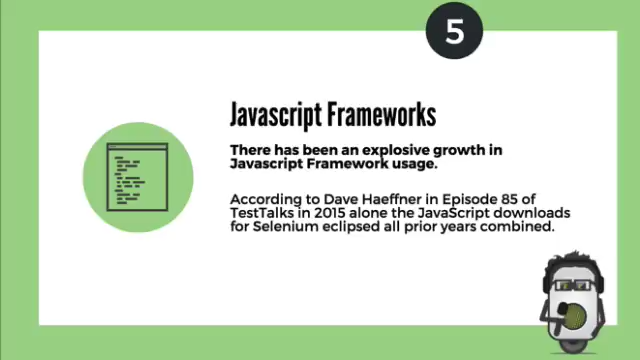 5
Javascript Frameworks
There has been an explosive growth in
Javascript Framework usage.
According to Dave Haeffner in Episode 85 of
TestTalks in 2015 alone the JavaScript downloads
for Selenium eclipsed all prior years combined.